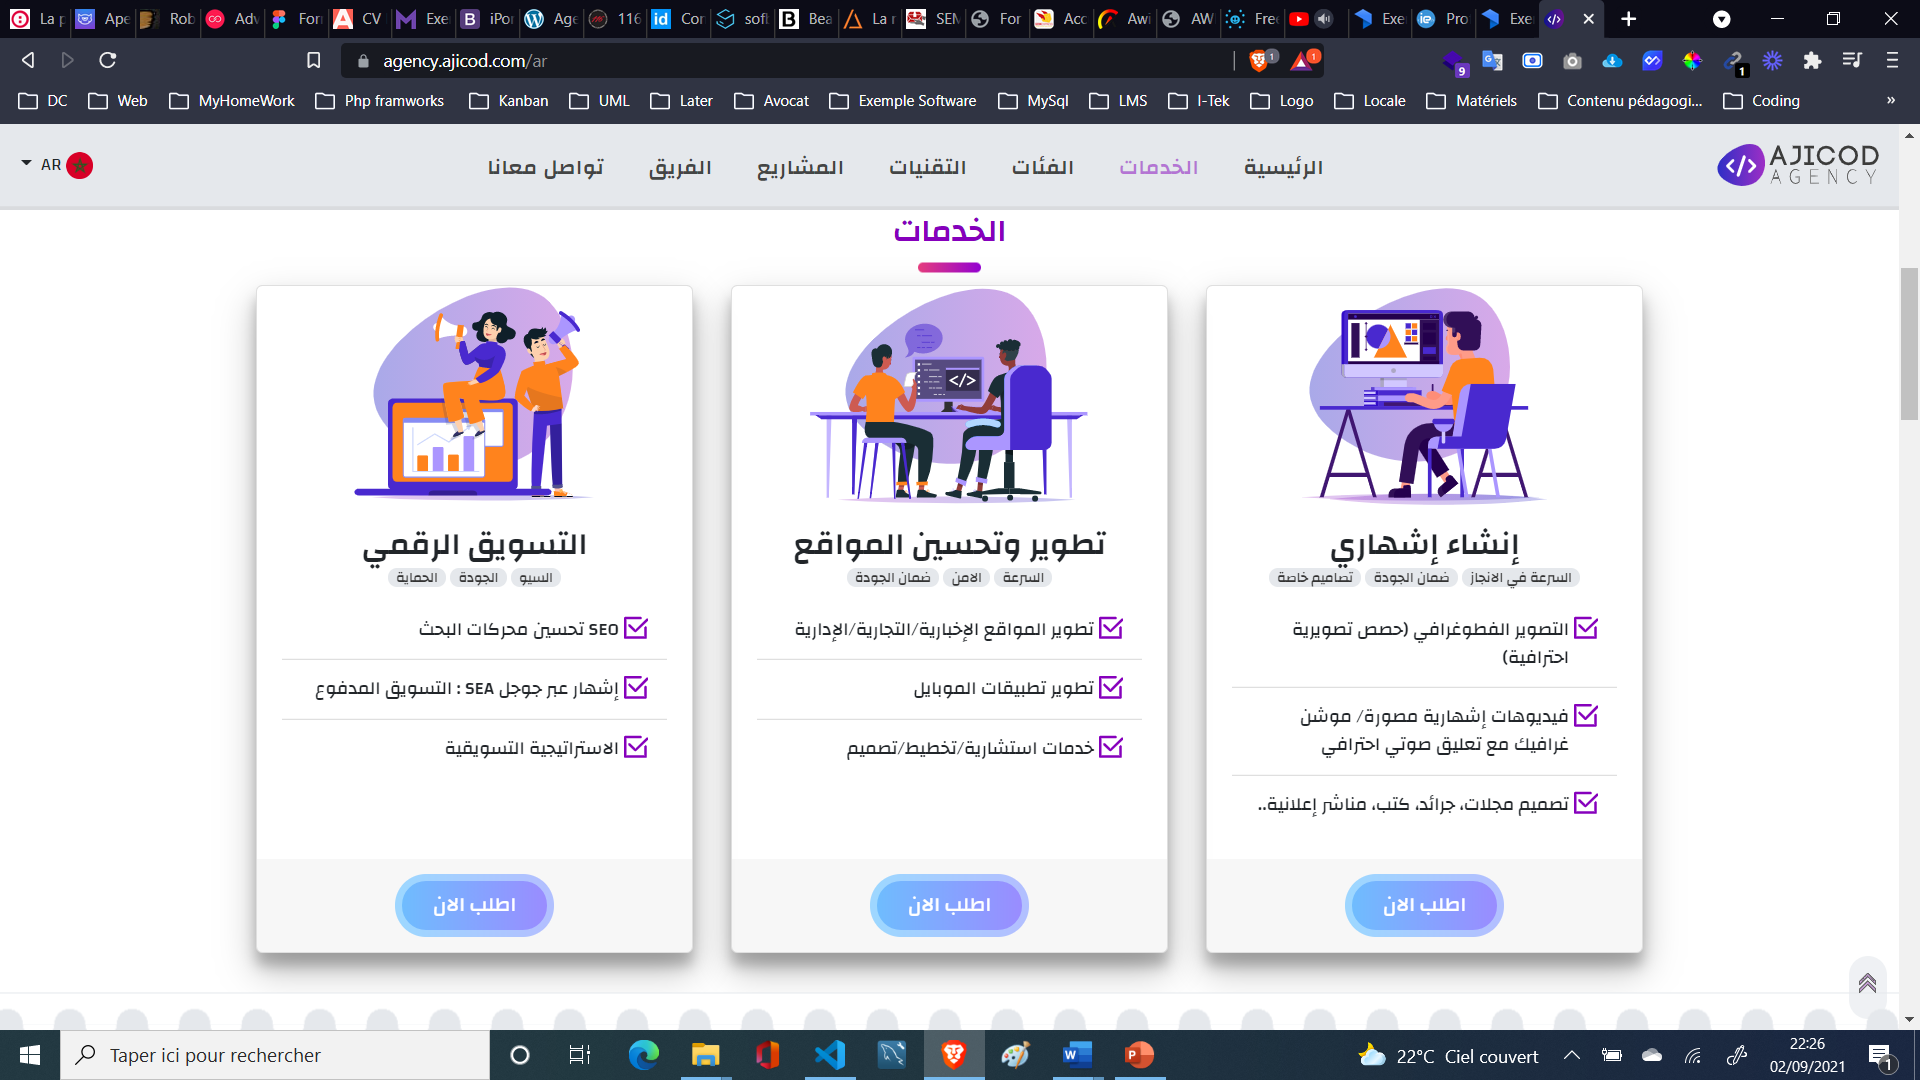 La p
Ape
Rob
Adv
For
CV
Exe
iPor
Age
116
Cor
soft
Bea
La r
SEM
For
Acc
Awi
AW
Free
Exe
Pro
Exe
agency.ajicod.com/ar
1
1
9
1
DC
Web
MyHomeWork
Php framworks
Kanban
UML
Later
Avocat
Exemple Software
MySql
LMS
I-Tek
Logo
Locale
Matériels
Contenu pédagogi...
Coding
»
AJICOD
AGENCY
الرئيسية
الخدمات
الفئات
التقنيات
المشاريع
الفريق
تواصل معانا
AR
الخدمات
إنشاء إشهاري
السرعة في الانجاز
ضمان الجودة
تصاميم خاصة
التصوير الفطوغرافي (حصص تصويرية
احترافية)
فيديوهات إشهارية مصورة/ موشن
غرافيك مع تعليق صوتي احترافي
تصميم مجلات، جرائد، كتب، مناشر إعلانية..
اطلب الان
</>
تطوير وتحسين المواقع
السرعة
الامن
ضمان الجودة
تطوير المواقع الإخبارية/التجارية/الإدارية
تطوير تطبيقات الموبايل
خدمات استشارية/تخطيط/تصميم
اطلب الان
التسويق الرقمي
السيو
الجودة
الحماية
SEO تحسين محركات البحث
إشهار عبر جوجل SEA : التسويق المدفوع
الاستراتيجية التسويقية
اطلب الان
Taper ici pour rechercher
22°C Ciel couvert
22:26
02/09/2021
1